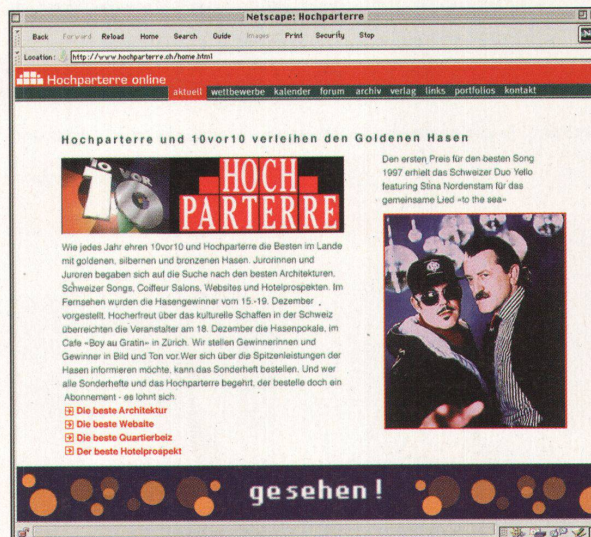 Netscape: Hochparterre
Back Forward Reload Home Search Guide Images Print Security Stop
Location: http://www.hochparterre.ch/home.html
Hochparterre online
aktuell wettbewerbe kalender forum archiv verlag links portfolios kontakt
Hochparterre und 10vor10 verleihen den Goldenen Hasen
10 VOR
10
HOCH
PARTERRE
Wie jedes Jahr ehren 10vor10 und Hochparterre die Besten im Lande
mit goldenen, silbernen und bronzenen Hasen. Jurorinnen und
Juroren begaben sich auf die Suche nach den besten Architekturen,
Schweizer Songs, Coiffeur Salons, Websites und Hotelprospekten. Im
Fernsehen wurden die Hasengewinner vom 15.-19. Dezember
vorgestellt. Hocherfreut über das kulturelle Schaffen in der Schweiz
überreichten die Veranstalter am 18. Dezember die Hasenpokale, im
Cafe «Boy au Gratin» in Zürich. Wir stellen Gewinnerinnen und
Gewinner in Bild und Ton vor.Wer sich über die Spitzenleistungen der
Hasen informieren möchte, kann das Sonderheft bestellen. Und wer
alle Sonderhefte und das Hochparterre begehrt, der bestelle doch ein
Abonnement - es lohnt sich.
Die beste Architektur
Die beste Website
Die beste Quartierbeiz
Der beste Hotelprospekt
Den ersten Preis für den besten Song
1997 erhielt das Schweizer Duo Yello
featuring Stina Nordenstam für das
gemeinsame Lied «to the sea»
gesehen!